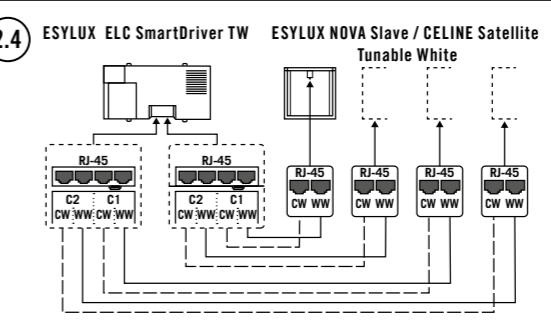 2.4
ESYLUX ELC SmartDriver TW
ESYLUX NOVA Slave / CELINE Satellite
Tunable White
RJ-45 RJ-45 RJ-45 RJ-45 RJ-45 RJ-45
C2 C1 C2 C1 CW WW CW WW CW WW CW WW
CW WW CW WW CW WW CW WW